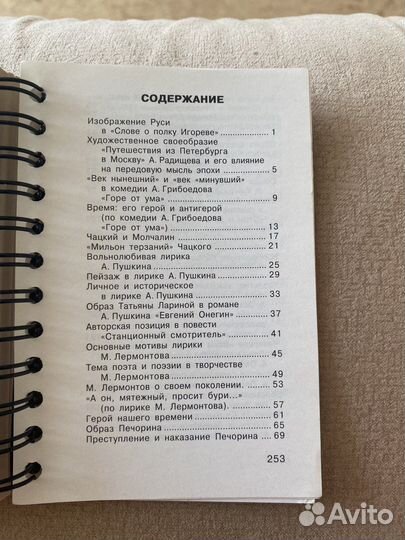 СОДЕРЖАНИЕ
Изображение Руси
в «Слове о полку Игореве» 1
Художественное своеобразие
«Путешествия из Петербурга
в Москву» А. Радищева и его влияние
на передовую мысль эпохи 5
«Век нынешний» и «век «минувший»
в комедии А. Грибоедова
«Горе от ума» 9
Время: его герой и антигерой
(по комедии А. Грибоедова
«Горе от ума») 13
Чацкий и Молчалин 17
«Мильон терзаний» Чацкого 21
Вольнолюбивая лирика
А. Пушкина 25
Пейзаж в лирике А. Пушкина 29
Личное и историческое
в лирике А. Пушкина 33
Образ Татьяны Лариной в романе
А. Пушкина «Евгений Онегин» 37
Авторская позиция в повести
«Станционный смотритель» 41
Основные мотивы лирики
М. Лермонтова 45
Тема поэта и поэзии в творчестве
М. Лермонтова 49
М. Лермонтов о своем поколении. 53
«А он, мятежный, просит бури...»
(по лирике М. Лермонтова). 57
Герой нашего времени 61
Образ Печорина 65
Преступление и наказание Печорина 69
253
Avito